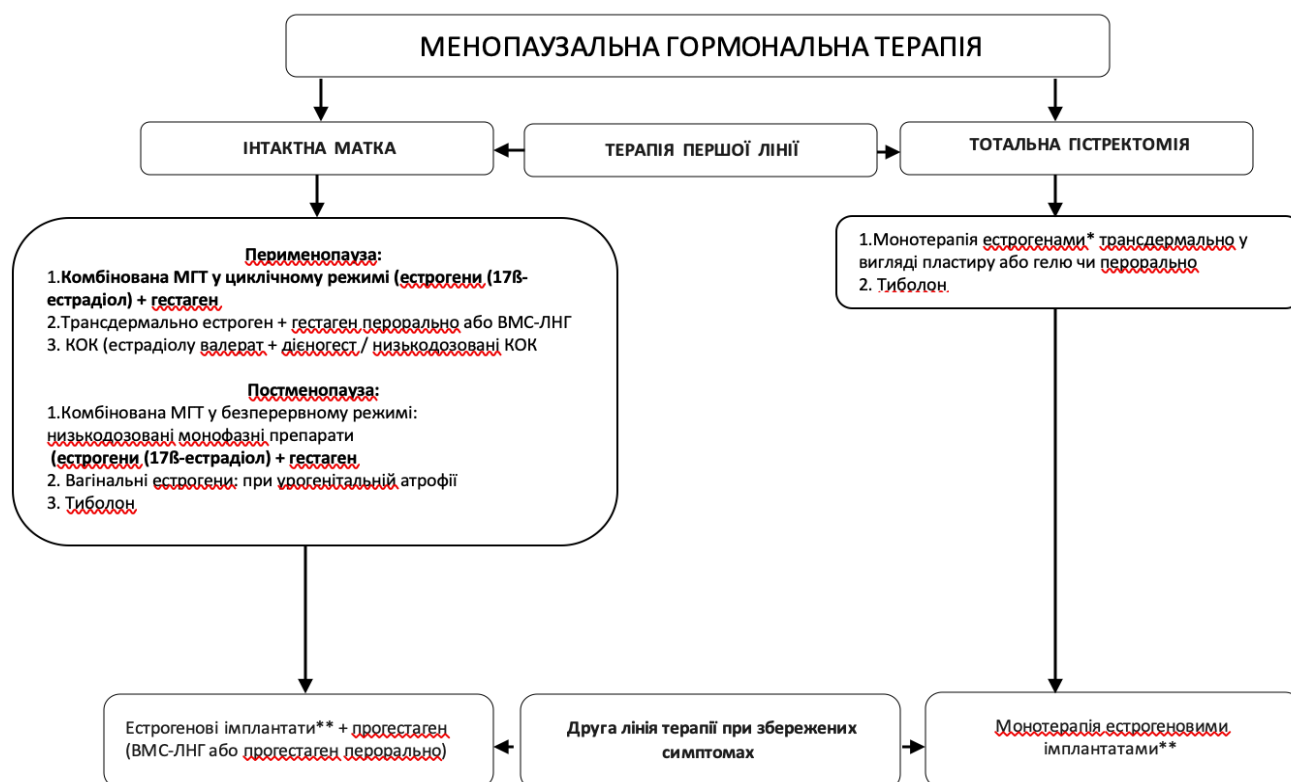 МЕНОПАУЗАЛЬНА ГОРМОНАЛЬНА ТЕРАПІЯ
ІНТАКТНА МАТКА
ТЕРАПІЯ ПЕРШОЇ ЛІНІЇ
ТОТАЛЬНА ГІСТРЕКТОМІЯ
Перименопауза:
1.Комбінована МГТ у циклічному режимі (естрогени (17ß-
естрадіол) + гестаген
2.Трансдермально естроген + гестаген перорально або ВМС-ЛНГ
3. КОК (естрадіолу валерат + дієногест / низькодозовані КОК
Постменопауза:
1.Комбінована МГТ у безперервному режимі:
низькодозовані монофазні препарати
(естрогени (17ß-естрадіол) + гестаген
2. Вагінальні естрогени: при урогенітальній атрофії
3. Тиболон
1.Монотерапія естрогенами* трансдермально у
вигляді пластиру або гелю чи перорально
2. Тиболон
Естрогенові імплантати** + прогестаген
(ВМС-ЛНГ або прогестаген перорально)
Друга лінія терапії при збережених
симптомах
Монотерапія естрогеновими
імплантатами**